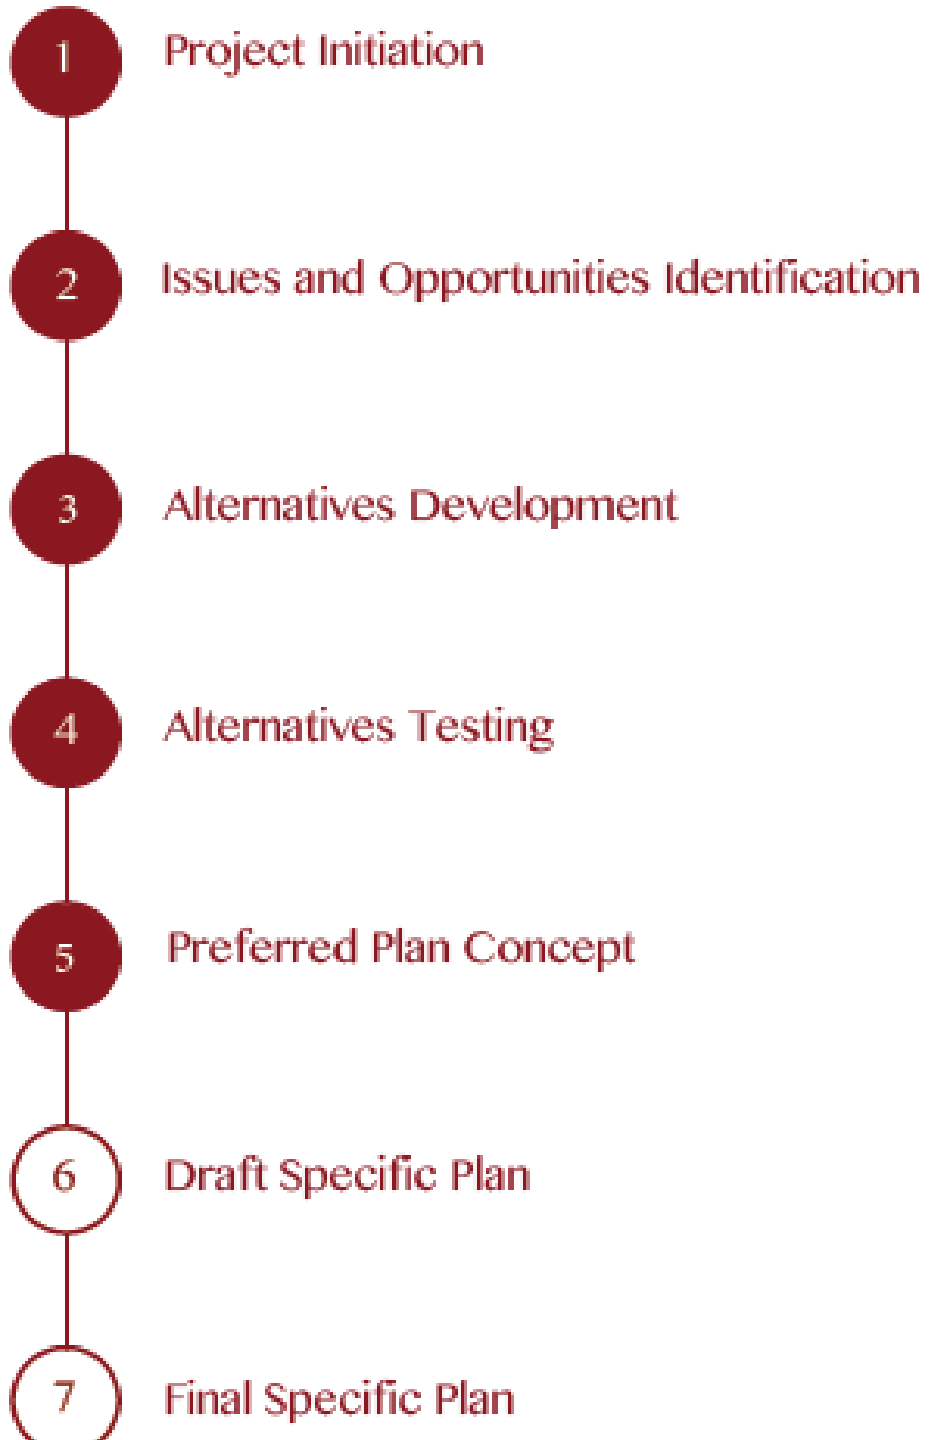 1 Project Initiation
2 Issues and Opportunities Identification
3 Alternatives Development
4 Alternatives Testing
5 Preferred Plan Concept
6 Draft Specific Plan
7 Final Specific Plan